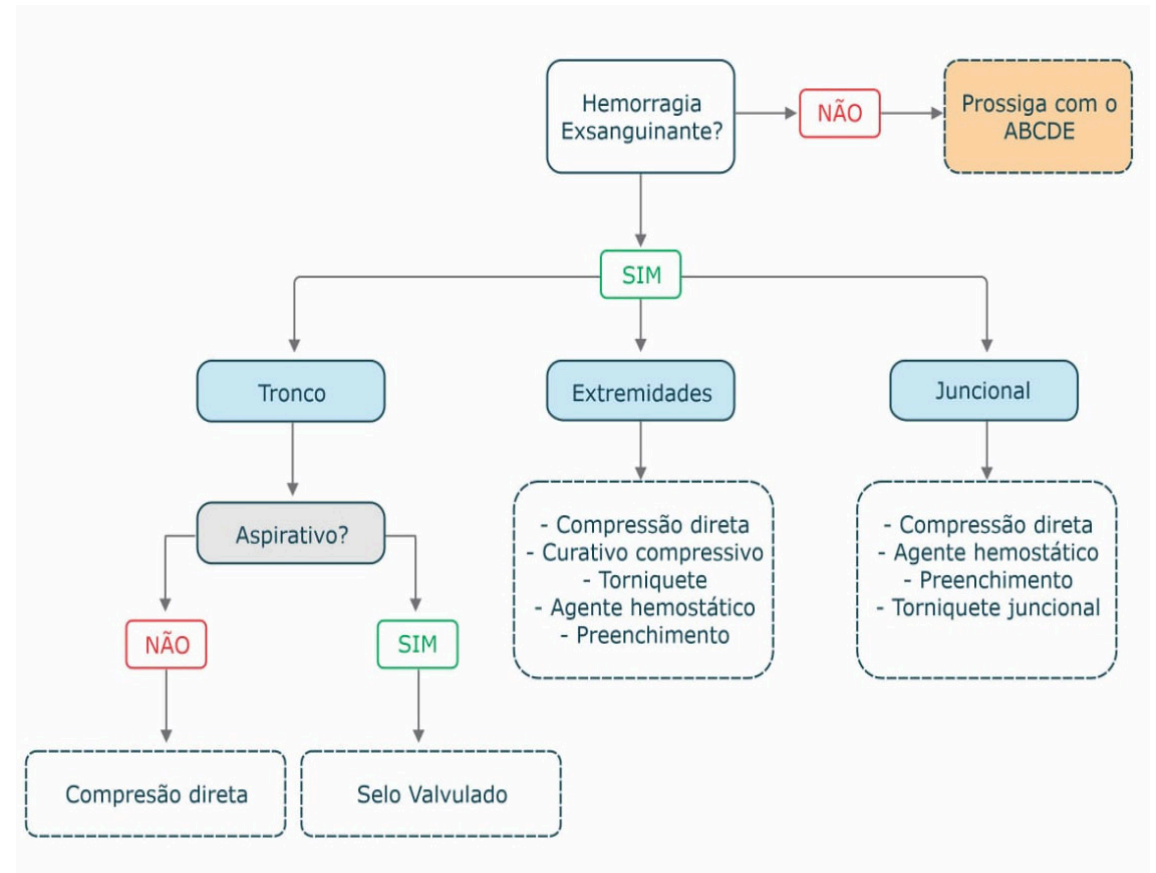 Hemorragia
Exsanguinante?
NÃO
Prossiga com o
ABCDE
SIM
Tronco
Extremidades
Juncional
Aspirativo?
- Compressão direta
- Curativo compressivo
- Torniquete
- Agente hemostático
- Preenchimento
- Compressão direta
- Agente hemostático
- Preenchimento
- Torniquete juncional
NÃO
SIM
Compresão direta
Selo Valvulado